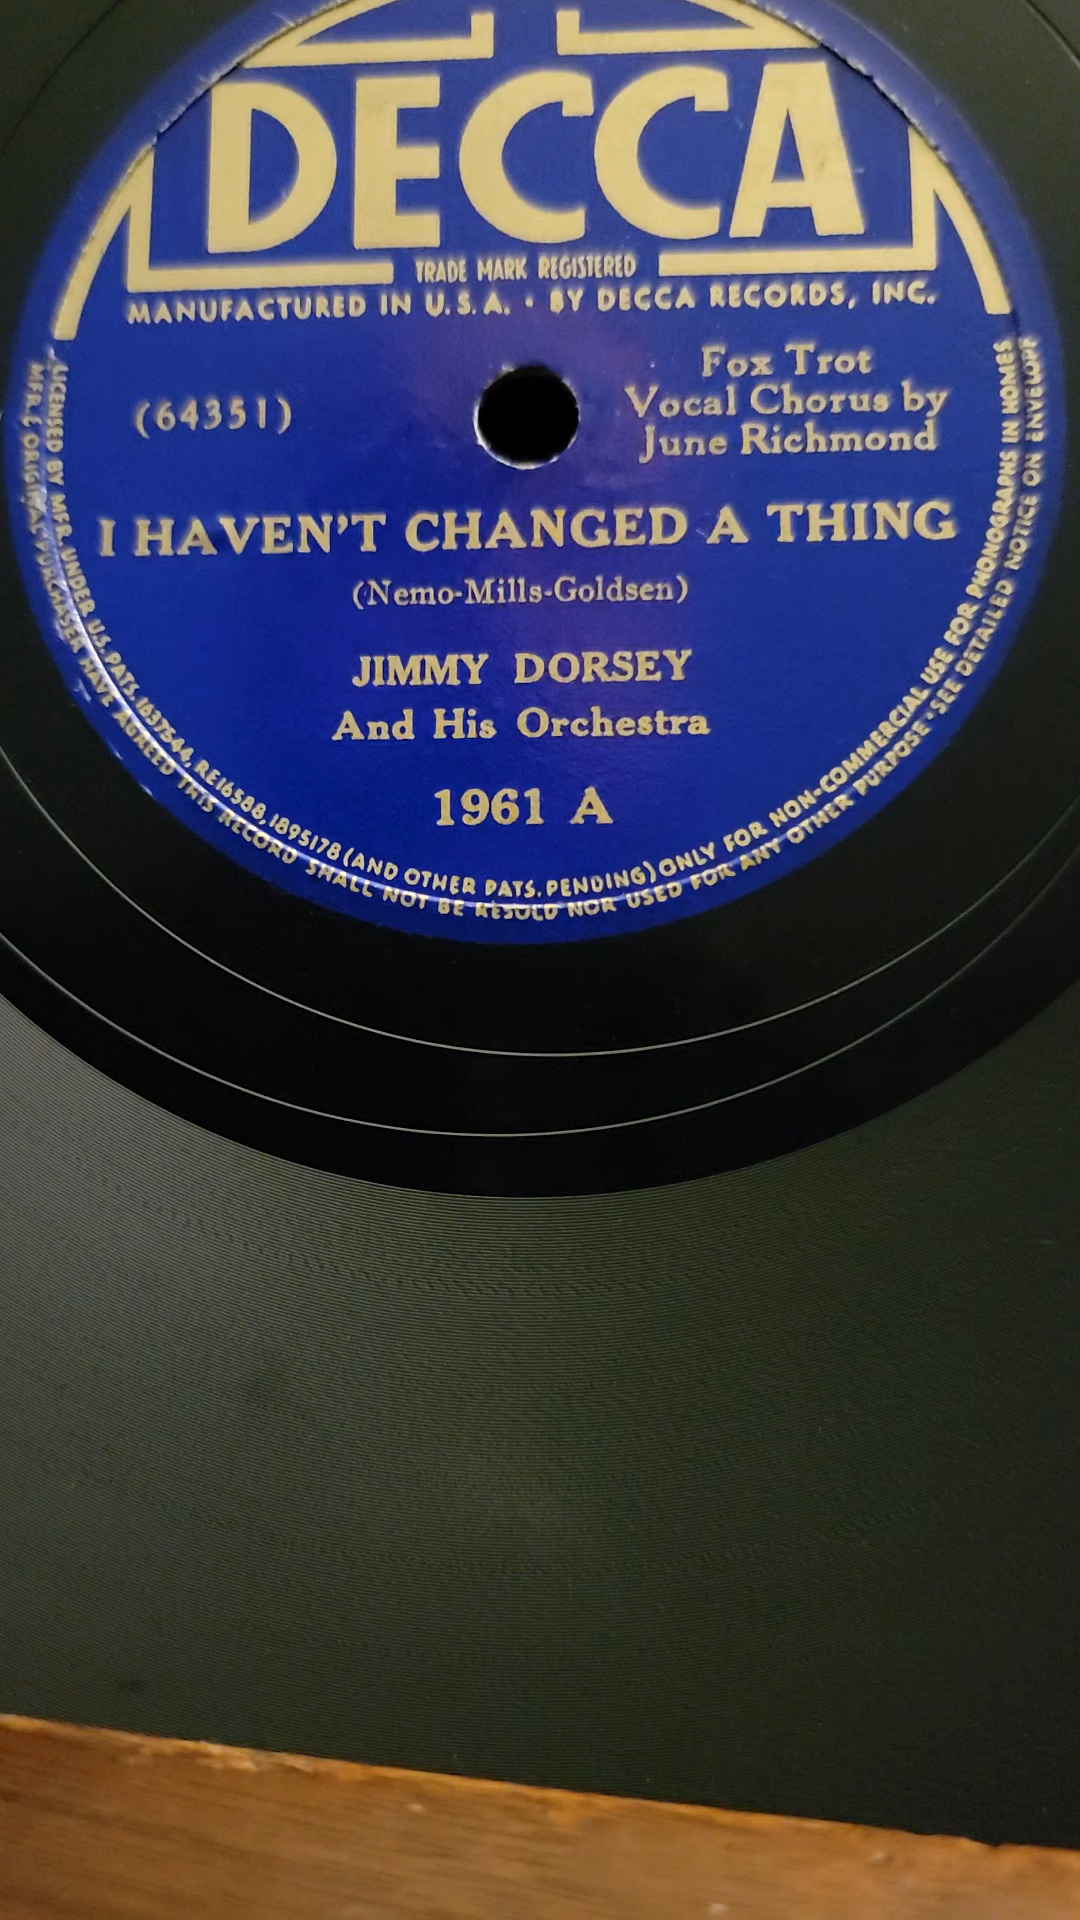 DECCA
TRADE MARK REGISTERED
MANUFACTURED IN U.S.A. • BY DECCA RECORDS, INC.
(64351)
Fox Trot
Vocal Chorus by
June Richmond
I HAVEN'T CHANGED A THING
(Nemo-Mills-Goldsen)
JIMMY DORSEY
And His Orchestra
1961 A
LICENSED BY MFR. UNDER U.S. PATS. 1637544, RE16588, 1895178 (AND OTHER PATS. PENDING) ONLY FOR NON-COMMERCIAL USE FOR PHONOGRAPHS IN HOMES
MFR. & ORIGINAL PURCHASER HAVE AGREED THIS RECORD SHALL NOT BE RESOLD NOR USED FOR ANY OTHER PURPOSE • SEE DETAILED NOTICE ON ENVELOPE